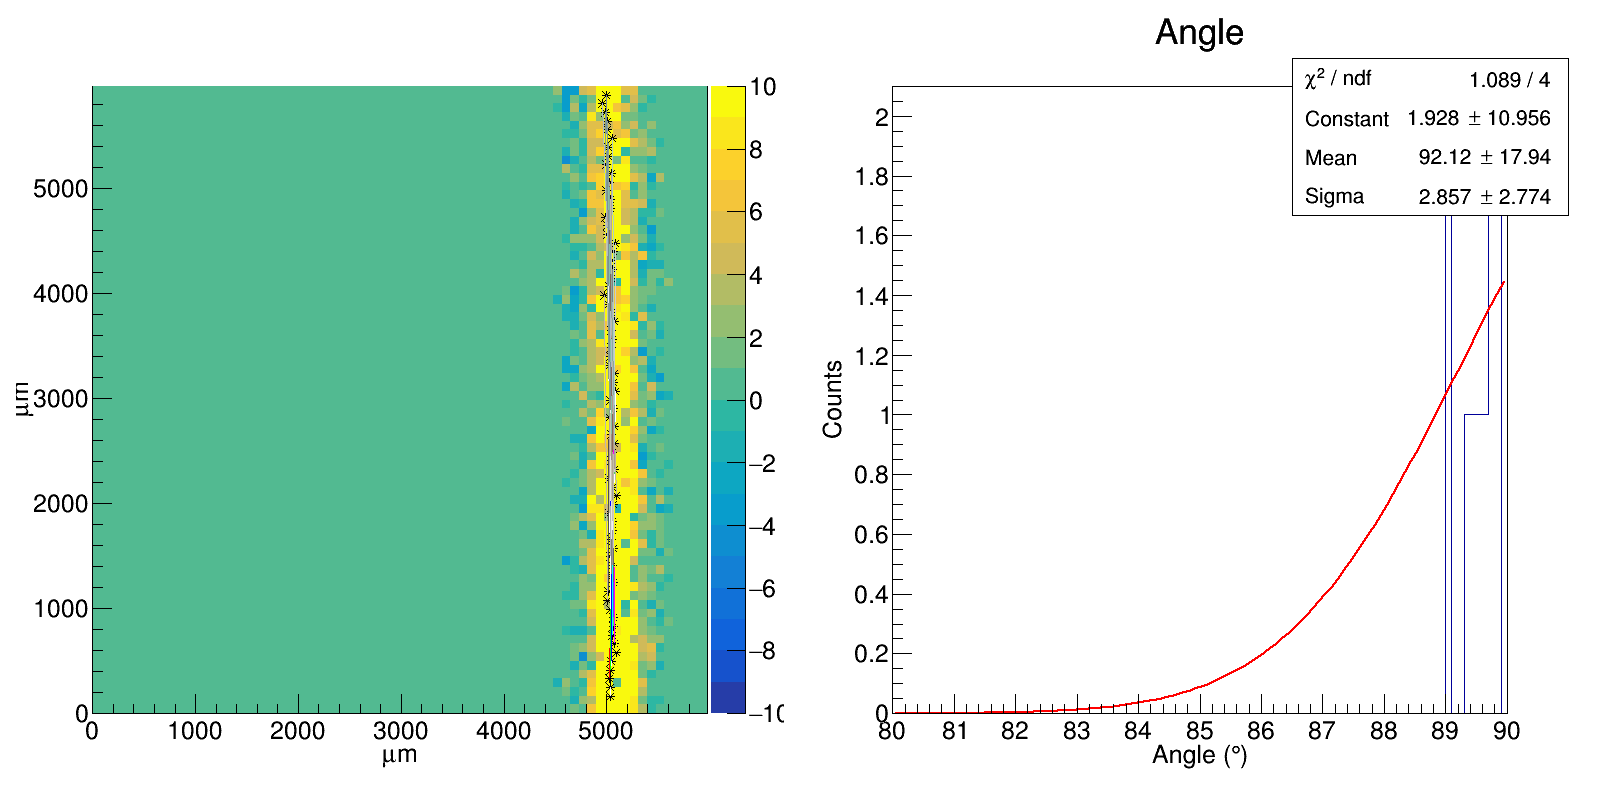 Angle
χ² / ndf 1.089 / 4
Constant 1.928 ± 10.956
Mean 92.12 ± 17.94
Sigma 2.857 ± 2.774
μm
5000
4000
3000
2000
1000
0
0 1000 2000 3000 4000 5000
μm
10
8
6
4
2
0
−2
−4
−6
−8
−10
Counts
2
1.8
1.6
1.4
1.2
1
0.8
0.6
0.4
0.2
0
80 81 82 83 84 85 86 87 88 89 90
Angle (°)